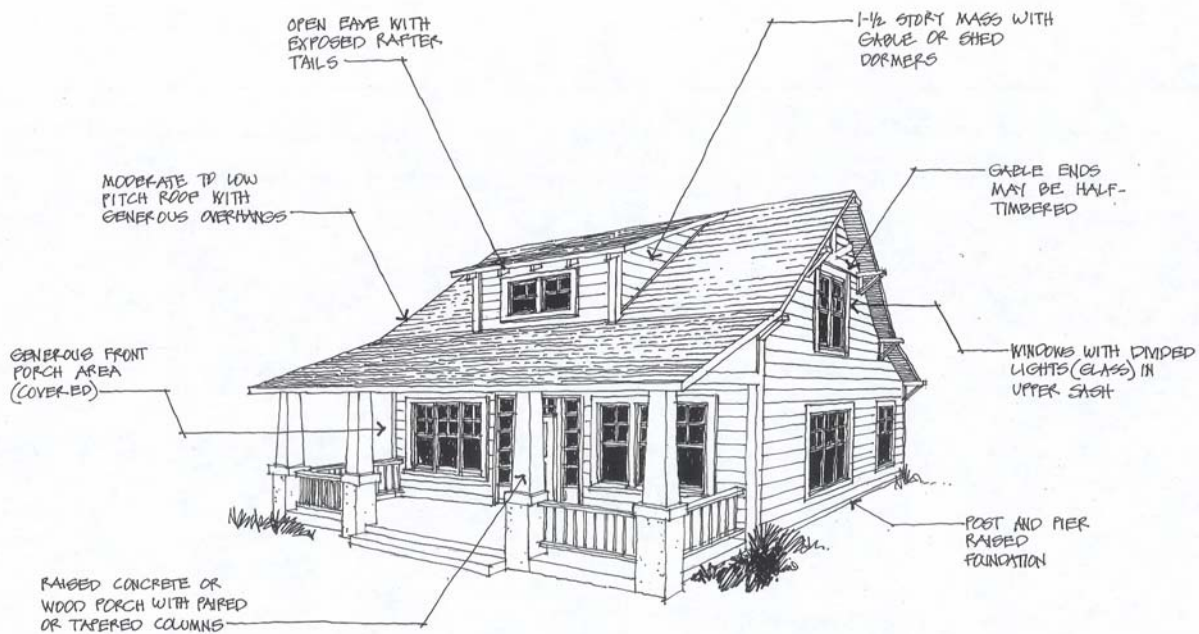 OPEN EAVE WITH
EXPOSED RAFTER
TAILS
1-1/2 STORY MASS WITH
GABLE OR SHED
DORMERS
MODERATE TO LOW
PITCH ROOF WITH
GENEROUS OVERHANGS
GABLE ENDS
MAY BE HALF-
TIMBERED
GENEROUS FRONT
PORCH AREA
(COVERED)
WINDOWS WITH DIVIDED
LIGHTS (GLASS) IN
UPPER SASH
POST AND PIER
RAISED
FOUNDATION
RAISED CONCRETE OR
WOOD PORCH WITH PAIRED
OR TAPERED COLUMNS